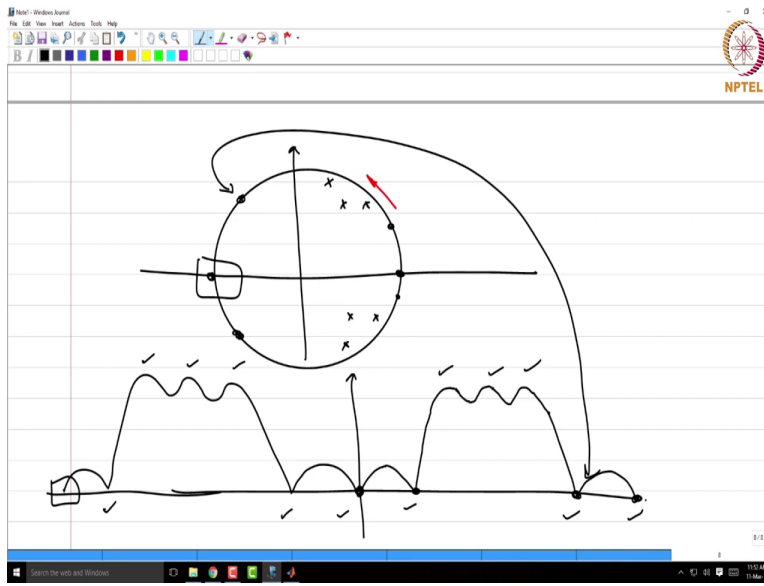 Note1 - Windows Journal
File Edit View Insert Actions Tools Help
B I
NPTEL
Search the web and Windows